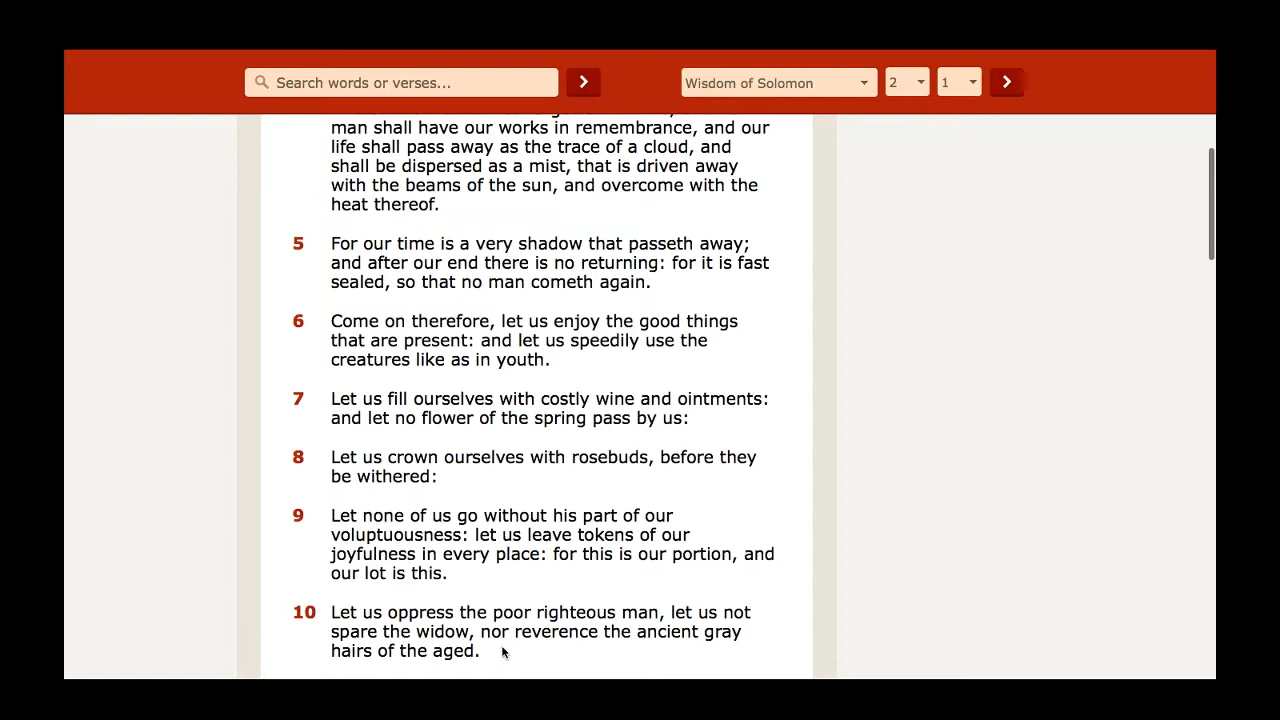 Search words or verses...
Wisdom of Solomon
2
1
man shall have our works in remembrance, and our
life shall pass away as the trace of a cloud, and
shall be dispersed as a mist, that is driven away
with the beams of the sun, and overcome with the
heat thereof.
5 For our time is a very shadow that passeth away;
and after our end there is no returning: for it is fast
sealed, so that no man cometh again.
6 Come on therefore, let us enjoy the good things
that are present: and let us speedily use the
creatures like as in youth.
7 Let us fill ourselves with costly wine and ointments:
and let no flower of the spring pass by us:
8 Let us crown ourselves with rosebuds, before they
be withered:
9 Let none of us go without his part of our
voluptuousness: let us leave tokens of our
joyfulness in every place: for this is our portion, and
our lot is this.
10 Let us oppress the poor righteous man, let us not
spare the widow, nor reverence the ancient gray
hairs of the aged.